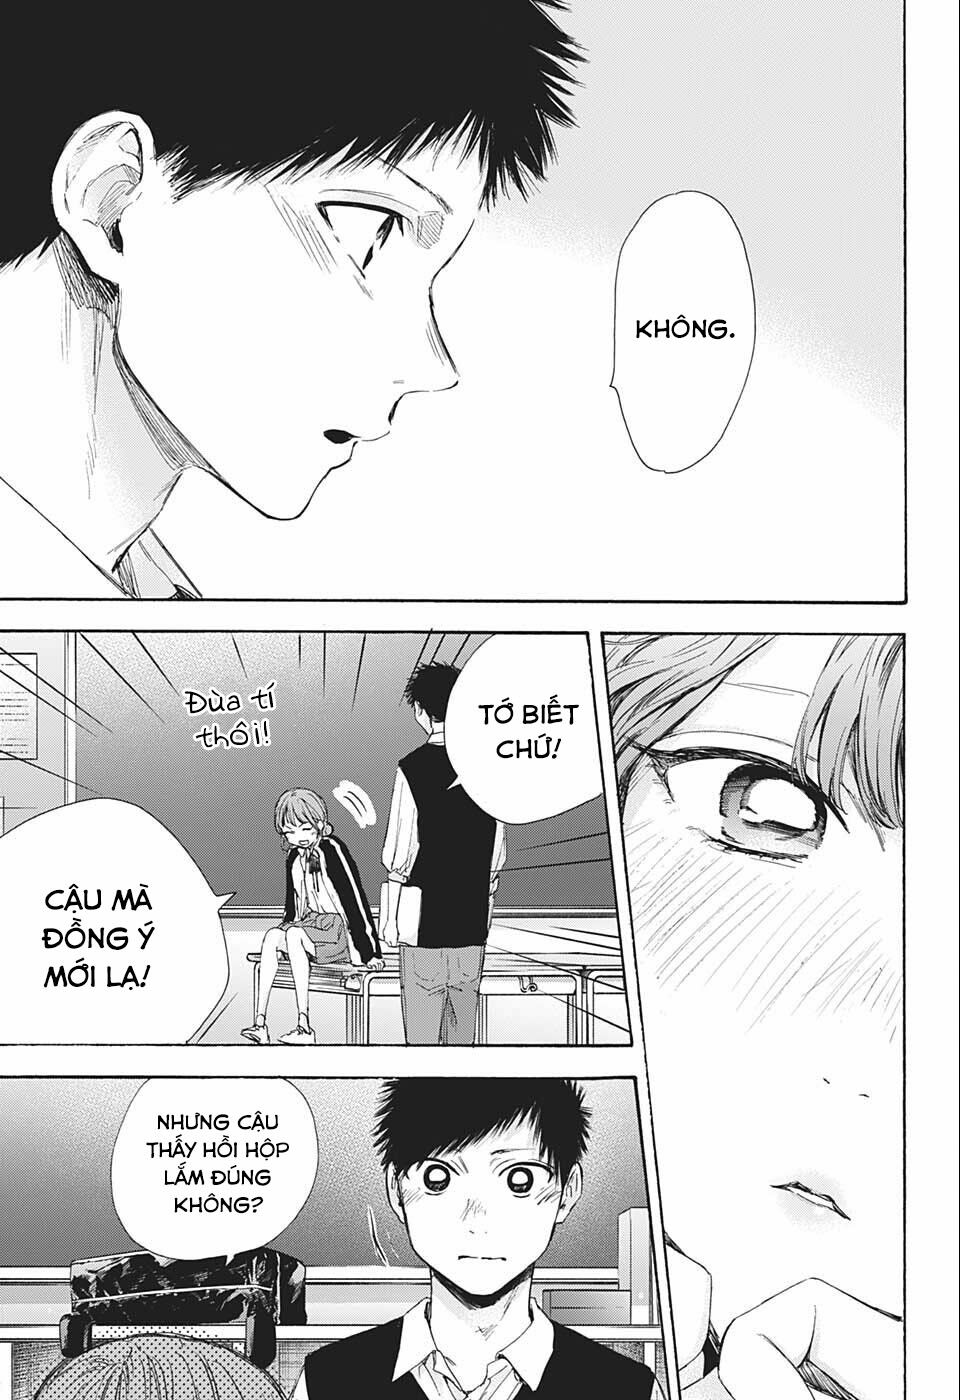 KHÔNG.
TỚ BIẾT
CHỨ!
Đùa tí
thôi!
CẬU MÀ
ĐỒNG Ý
MỚI LẠ!
NHƯNG CẬU
THẤY HỒI HỘP
LẮM ĐÚNG
KHÔNG?